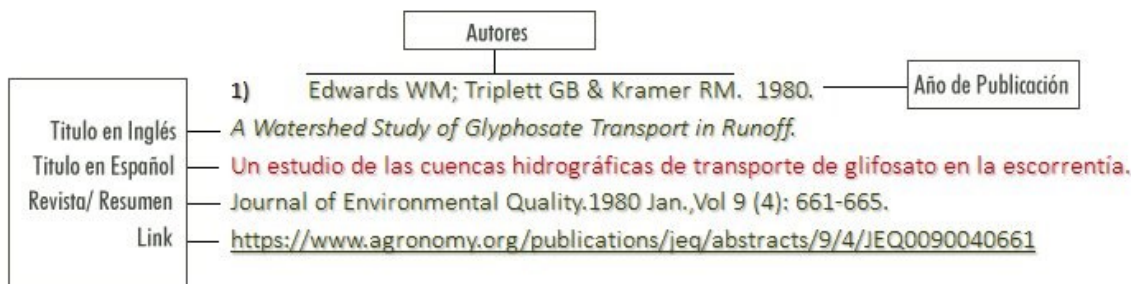 Autores
1) Edwards WM; Triplett GB & Kramer RM. 1980.
Año de Publicación
Titulo en Inglés
A Watershed Study of Glyphosate Transport in Runoff.
Titulo en Español
Un estudio de las cuencas hidrográficas de transporte de glifosato en la escorrentía.
Revista/ Resumen
Journal of Environmental Quality.1980 Jan.,Vol 9 (4): 661-665.
Link
https://www.agronomy.org/publications/jeq/abstracts/9/4/JEQ0090040661